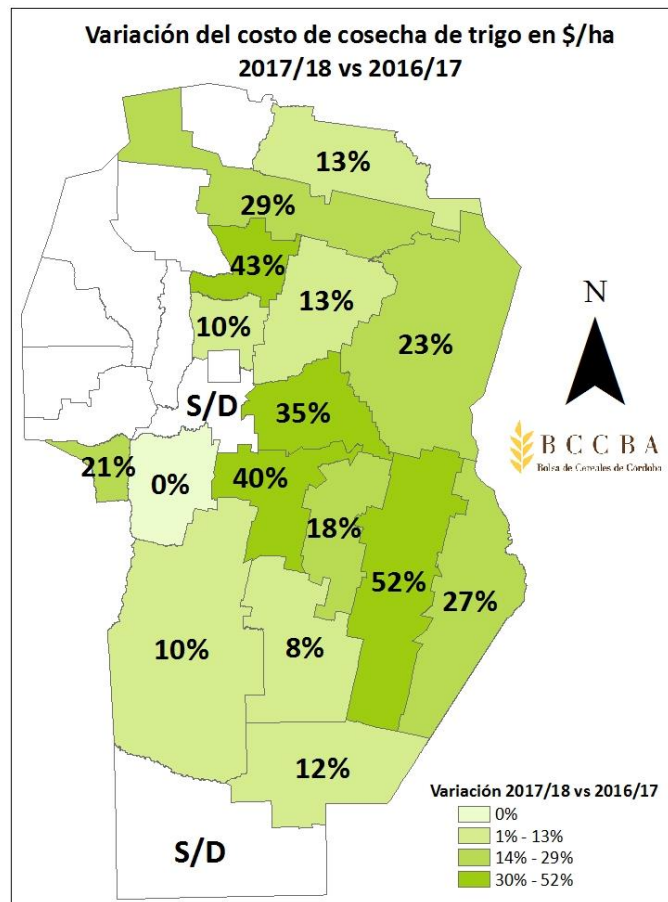 Variación del costo de cosecha de trigo en $/ha
2017/18 vs 2016/17
13%
29%
43%
13%
10%
23%
N
S/D
35%
BCCBA
Bolsa de Cereales de Cordoba
21%
0%
40%
18%
52%
27%
10%
8%
12%
S/D
Variación 2017/18 vs 2016/17
0%
1% - 13%
14% - 29%
30% - 52%